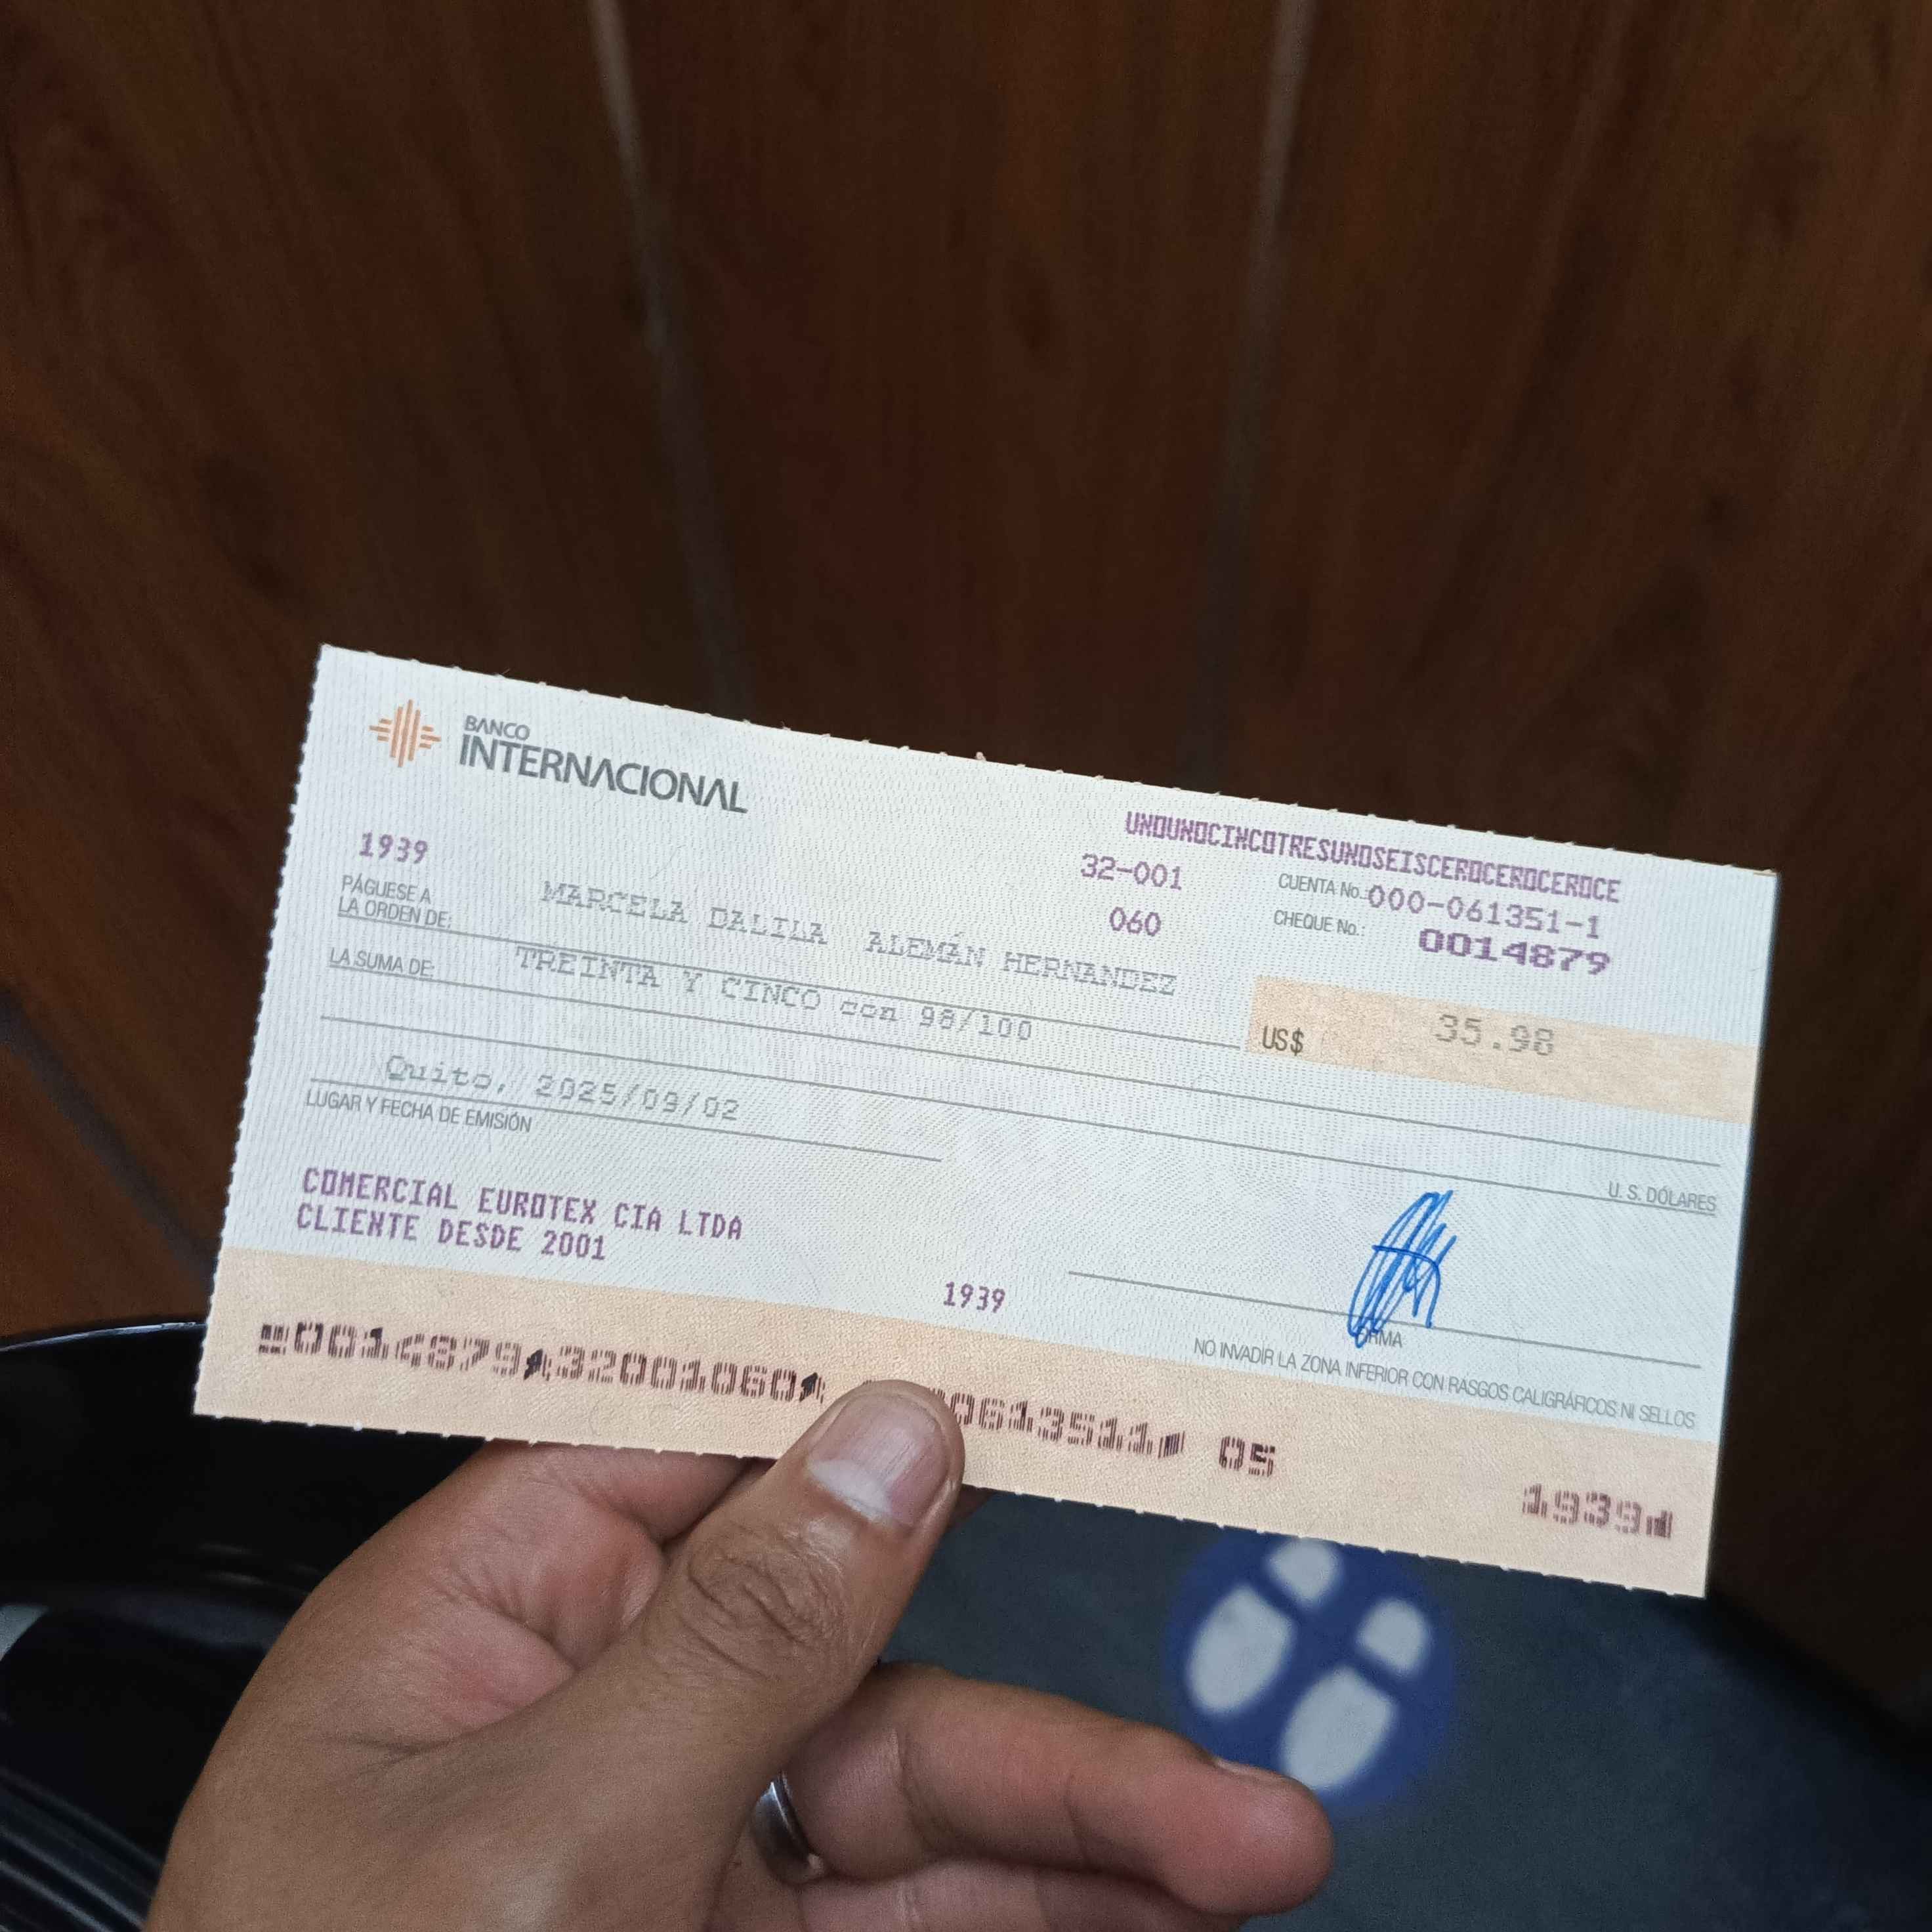 BANCO
INTERNACIONAL
UNOUNOCINCOTRESUNOSEISCEROCEROCEROCE
1939
32-001
CUENTA No.: 000-061351-1
060
CHEQUE No.: 0014879
PÁGUESE A
LA ORDEN DE: MARCELA DALILA ALEMÁN HERNANDEZ
US$ 35.98
LA SUMA DE: TREINTA Y CINCO con 98/100
U. S. DÓLARES
Quito, 2025/09/02
LUGAR Y FECHA DE EMISIÓN
COMERCIAL EUROTEX CIA LTDA
CLIENTE DESDE 2001
1939
NO INVADIR LA ZONA INFERIOR CON RASGOS CALIGRÁFICOS NI SELLOS
0014879 32001060 0613511 05 1939